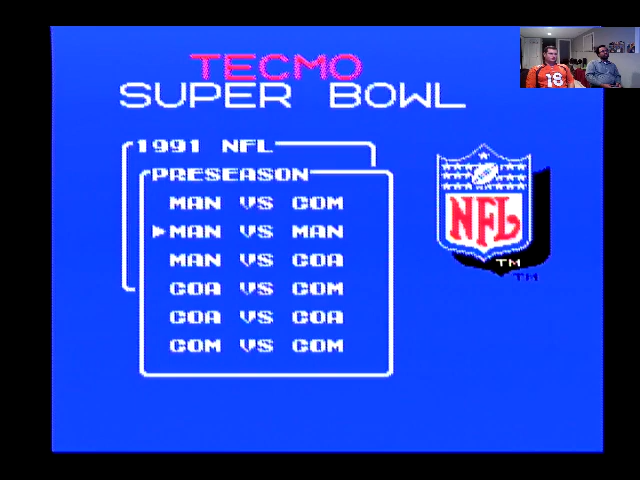 TECMO
SUPER BOWL
1991 NFL
PRESEASON
MAN VS COM
MAN VS MAN
MAN VS COA
COA VS COM
COA VS COA
COM VS COM
NFL
TM
TM
18